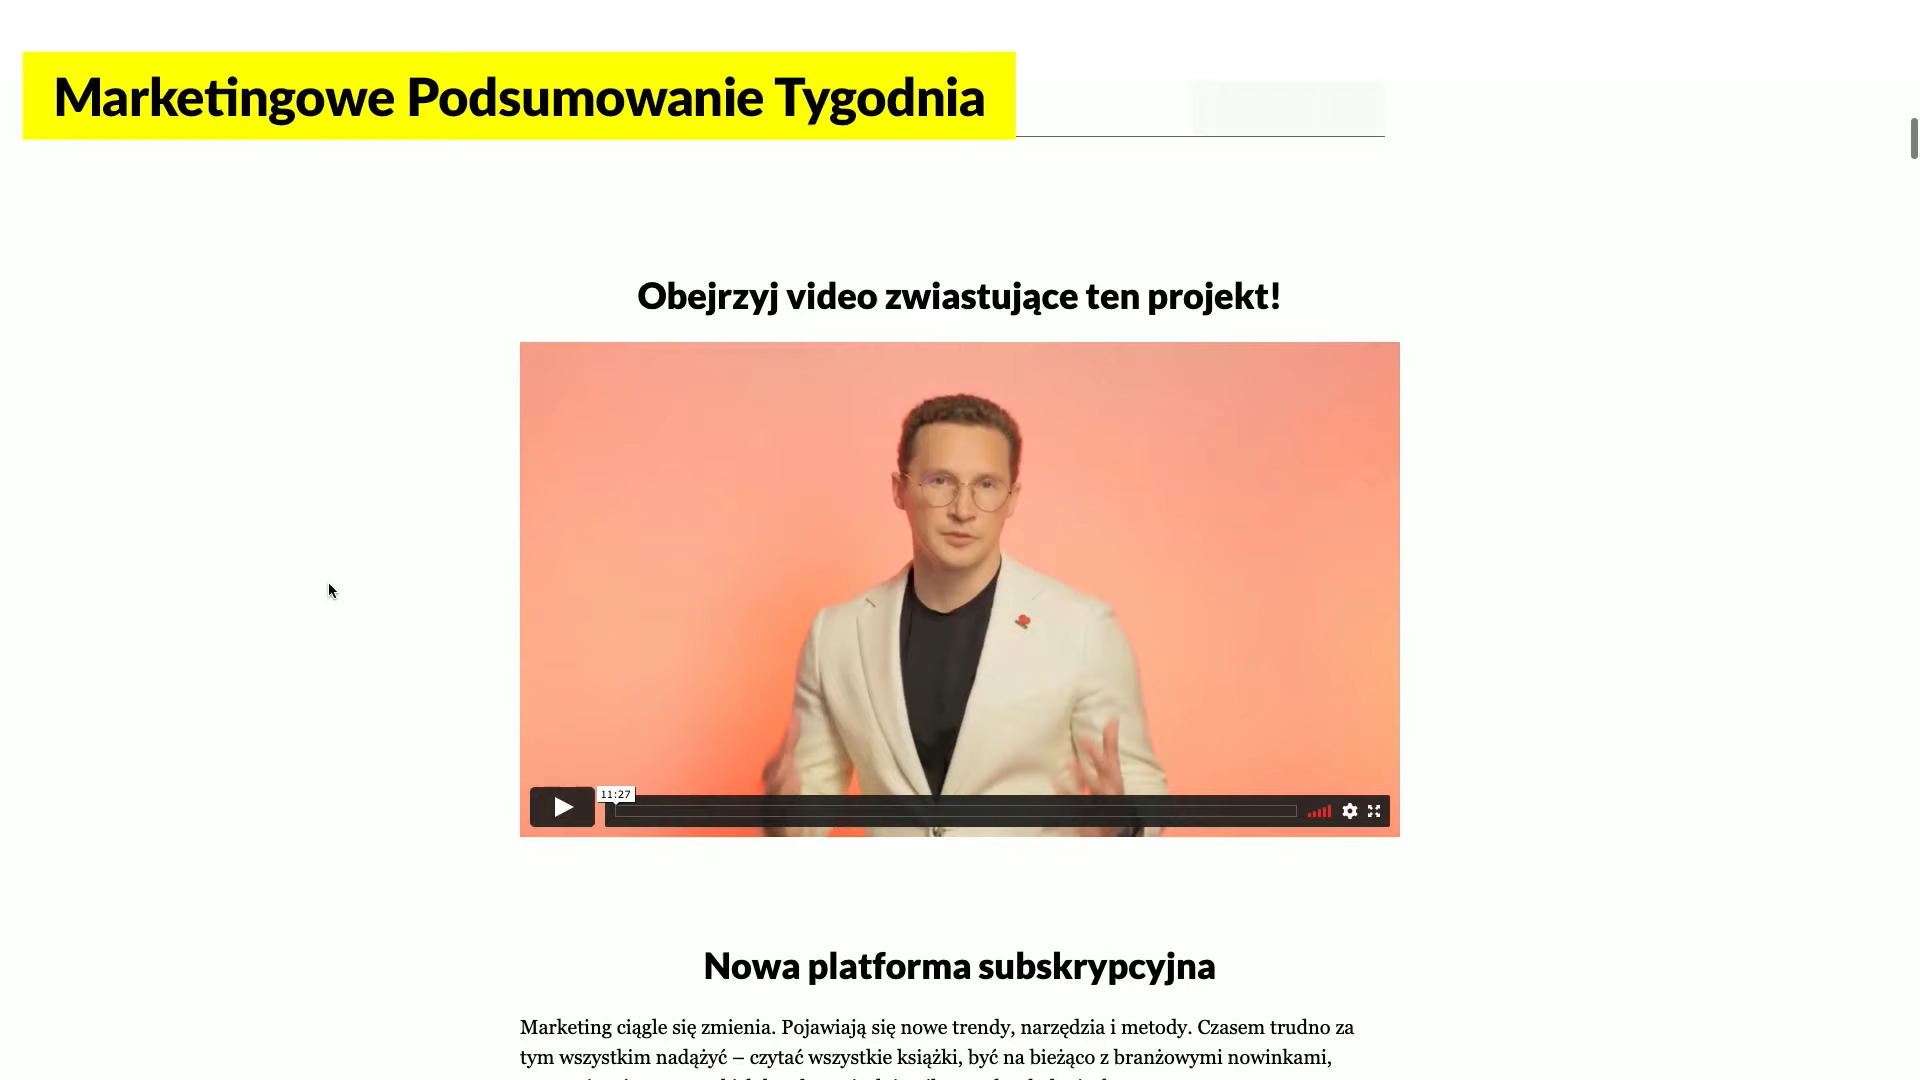 Marketingowe Podsumowanie Tygodnia
Obejrzyj video zwiastujące ten projekt!
11:27
Nowa platforma subskrypcyjna
Marketing ciągle się zmienia. Pojawiają się nowe trendy, narzędzia i metody. Czasem trudno za
tym wszystkim nadążyć – czytać wszystkie książki, być na bieżąco z branżowymi nowinkami,